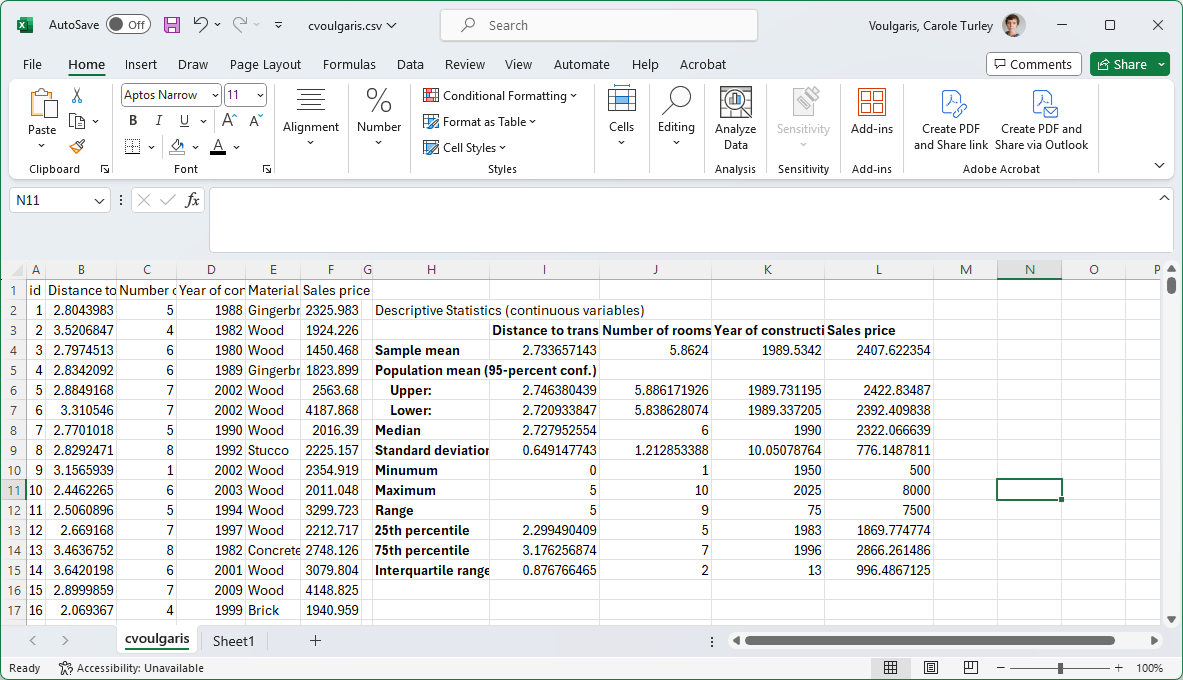 AutoSave Off cvoulgaris.csv Search Voulgaris, Carole Turley
File Home Insert Draw Page Layout Formulas Data Review View Automate Help Acrobat Comments Share
Paste
Clipboard
Aptos Narrow 11
B I U A A
A
Font
Alignment
% Number
Conditional Formatting
Format as Table
Cell Styles
Styles
Cells
Editing
Analyze
Data
Analysis
Sensitivity
Sensitivity
Add-ins
Add-ins
Create PDF
and Share link
Create PDF and
Share via Outlook
Adobe Acrobat
N11 fx
A B C D E F G H I J K L M N O P
1 id Distance to Number c Year of cor Material Sales price
2 1 2.8043983 5 1988 Gingerbr 2325.983 Descriptive Statistics (continuous variables)
3 2 3.5206847 4 1982 Wood 1924.226 Distance to trans Number of rooms Year of constructi Sales price
4 3 2.7974513 6 1980 Wood 1450.468 Sample mean 2.733657143 5.8624 1989.5342 2407.622354
5 4 2.8342092 6 1989 Gingerbr 1823.899 Population mean (95-percent conf.)
6 5 2.8849168 7 2002 Wood 2563.68 Upper: 2.746380439 5.886171926 1989.731195 2422.83487
7 6 3.310546 7 2002 Wood 4187.868 Lower: 2.720933847 5.838628074 1989.337205 2392.409838
8 7 2.7701018 5 1990 Wood 2016.39 Median 2.727952554 6 1990 2322.066639
9 8 2.8292471 8 1992 Stucco 2225.157 Standard deviation 0.649147743 1.212853388 10.05078764 776.1487811
10 9 3.1565939 1 2002 Wood 2354.919 Minumum 0 1 1950 500
11 10 2.4462265 6 2003 Wood 2011.048 Maximum 5 10 2025 8000
12 11 2.5060896 5 1994 Wood 3299.723 Range 5 9 75 7500
13 12 2.669168 7 1997 Wood 2212.717 25th percentile 2.299490409 5 1983 1869.774774
14 13 3.4636752 8 1982 Concrete 2748.126 75th percentile 3.176256874 7 1996 2866.261486
15 14 3.6420198 6 2001 Wood 3079.804 Interquartile range 0.876766465 2 13 996.4867125
16 15 2.8999859 7 2009 Wood 4148.825
17 16 2.069367 4 1999 Brick 1940.959
cvoulgaris Sheet1
Ready Accessibility: Unavailable 100%